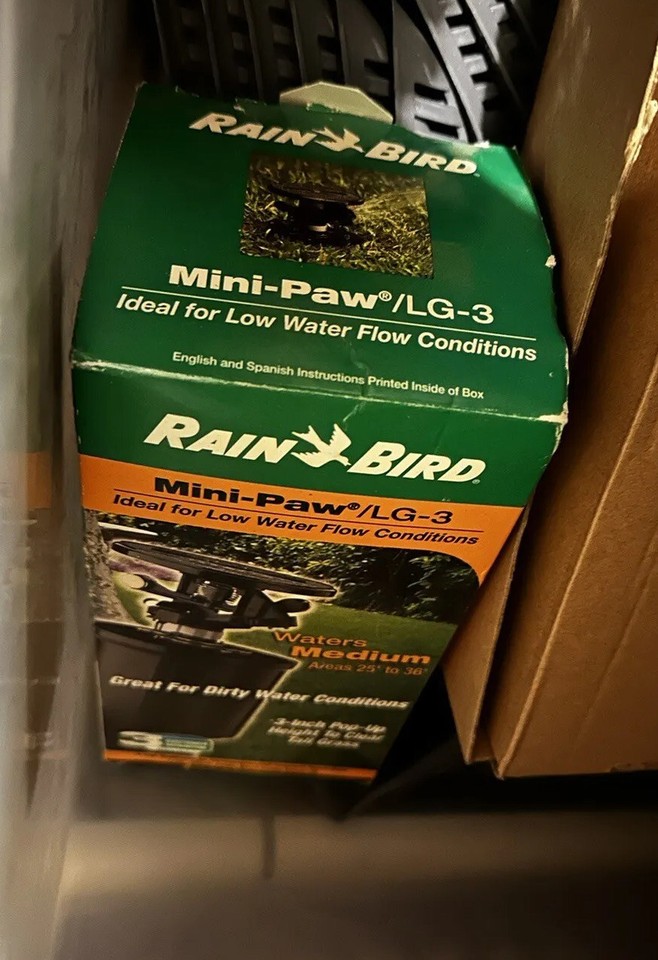 RAIN BIRD
Mini-Paw®/LG-3
Ideal for Low Water Flow Conditions
English and Spanish Instructions Printed Inside of Box
RAIN BIRD®
Mini-Paw®/LG-3
Ideal for Low Water Flow Conditions
Waters
Medium
Areas 25' to 36'
Great For Dirty Water Conditions
3-Inch Pop-Up
Height to Clear
Tall Grass
3